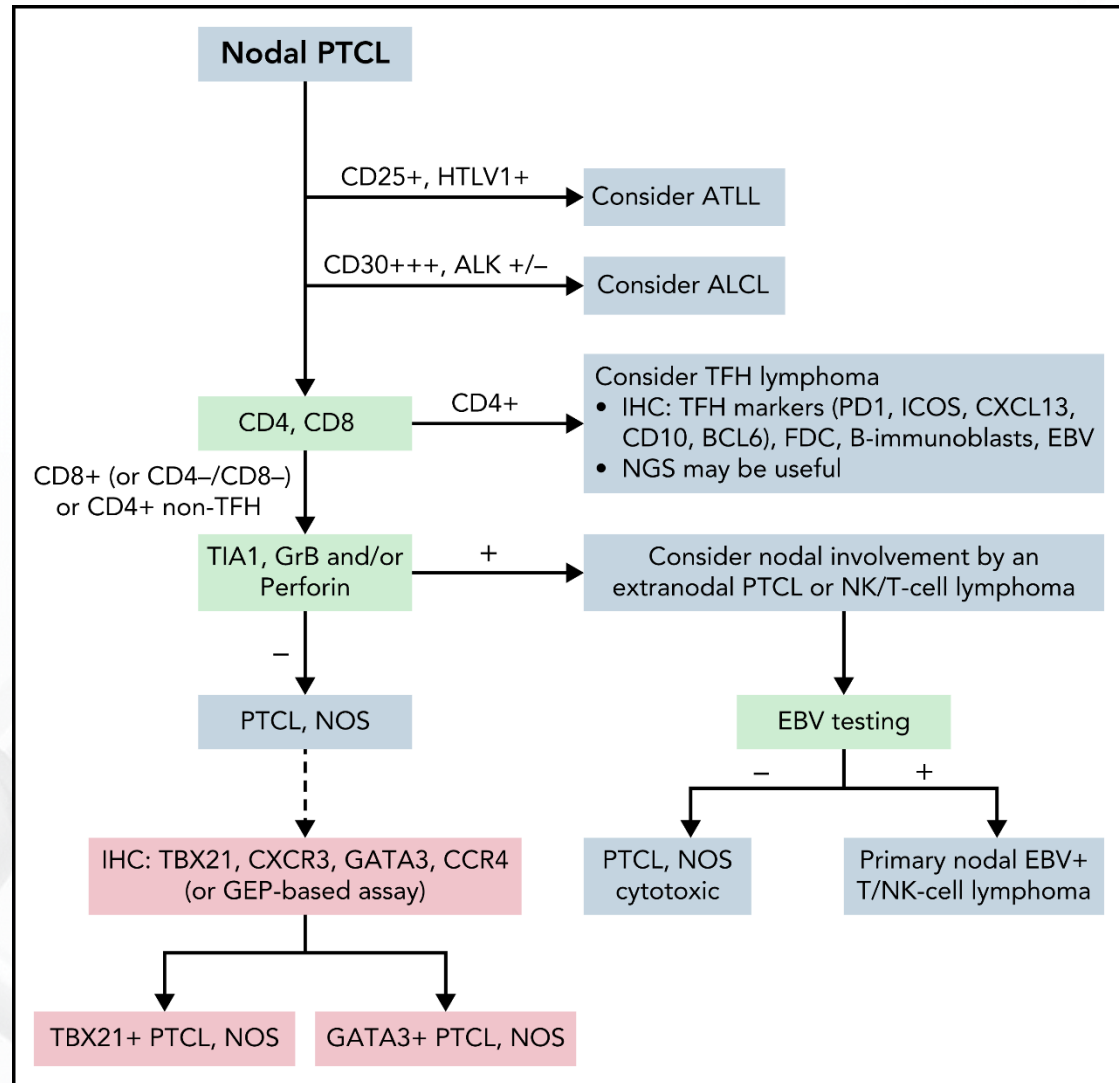 Nodal PTCL
CD25+, HTLV1+
Consider ATLL
CD30+++, ALK +/–
Consider ALCL
CD4, CD8
CD4+
Consider TFH lymphoma
• IHC: TFH markers (PD1, ICOS, CXCL13,
CD10, BCL6), FDC, B-immunoblasts, EBV
• NGS may be useful
CD8+ (or CD4–/CD8–)
or CD4+ non-TFH
TIA1, GrB and/or
Perforin
+
Consider nodal involvement by an
extranodal PTCL or NK/T-cell lymphoma
–
PTCL, NOS
EBV testing
–
+
IHC: TBX21, CXCR3, GATA3, CCR4
(or GEP-based assay)
PTCL, NOS
cytotoxic
Primary nodal EBV+
T/NK-cell lymphoma
TBX21+ PTCL, NOS
GATA3+ PTCL, NOS